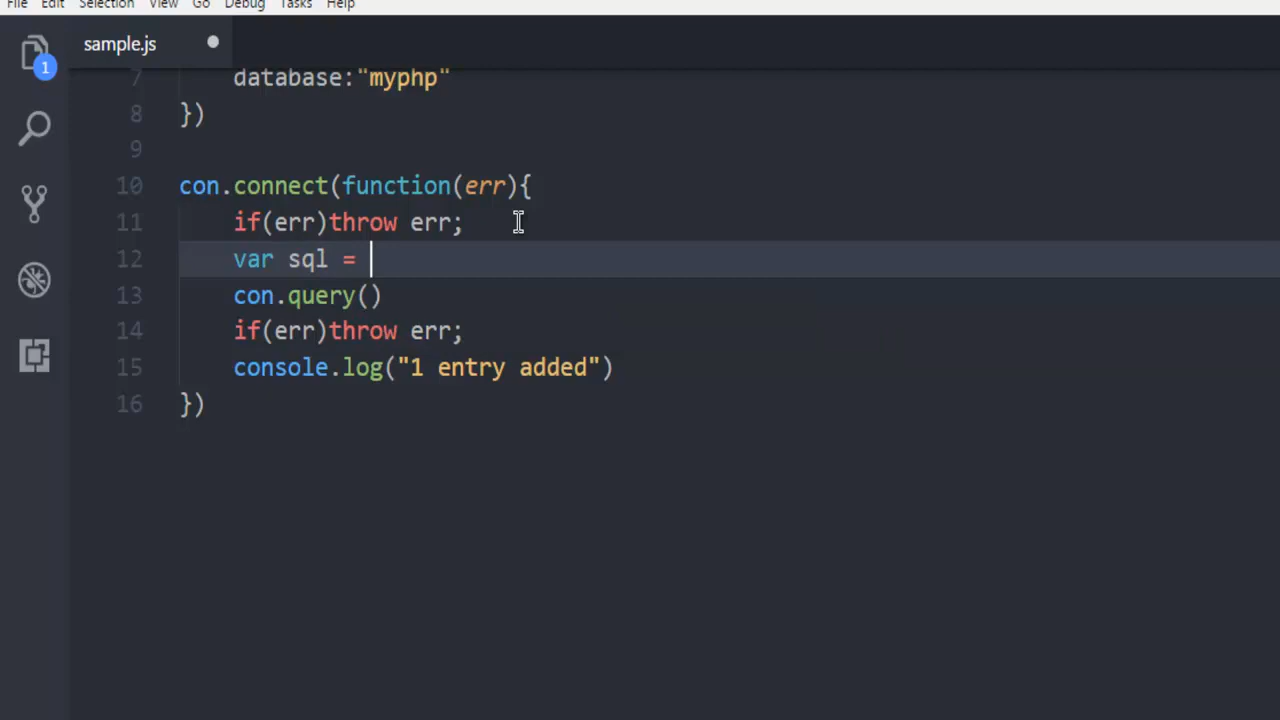 File Edit Selection View Go Debug Tasks Help
sample.js
1
7 database:"myphp"
8 })
9
10 con.connect(function(err){
11 if(err)throw err;
12 var sql =
13 con.query()
14 if(err)throw err;
15 console.log("1 entry added")
16 })